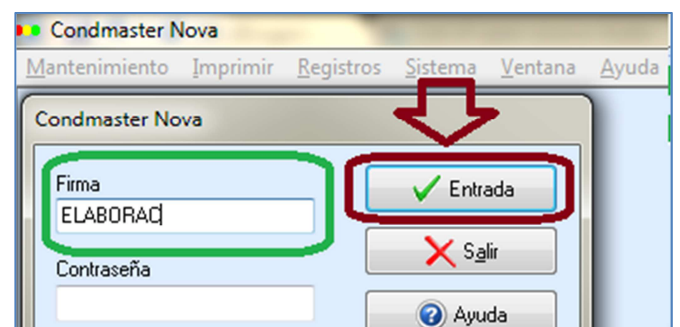 Condmaster Nova
Mantenimiento Imprimir Registros Sistema Ventana Ayuda
Condmaster Nova
Firma
Entrada
ELABORAC
Salir
Contraseña
Ayuda